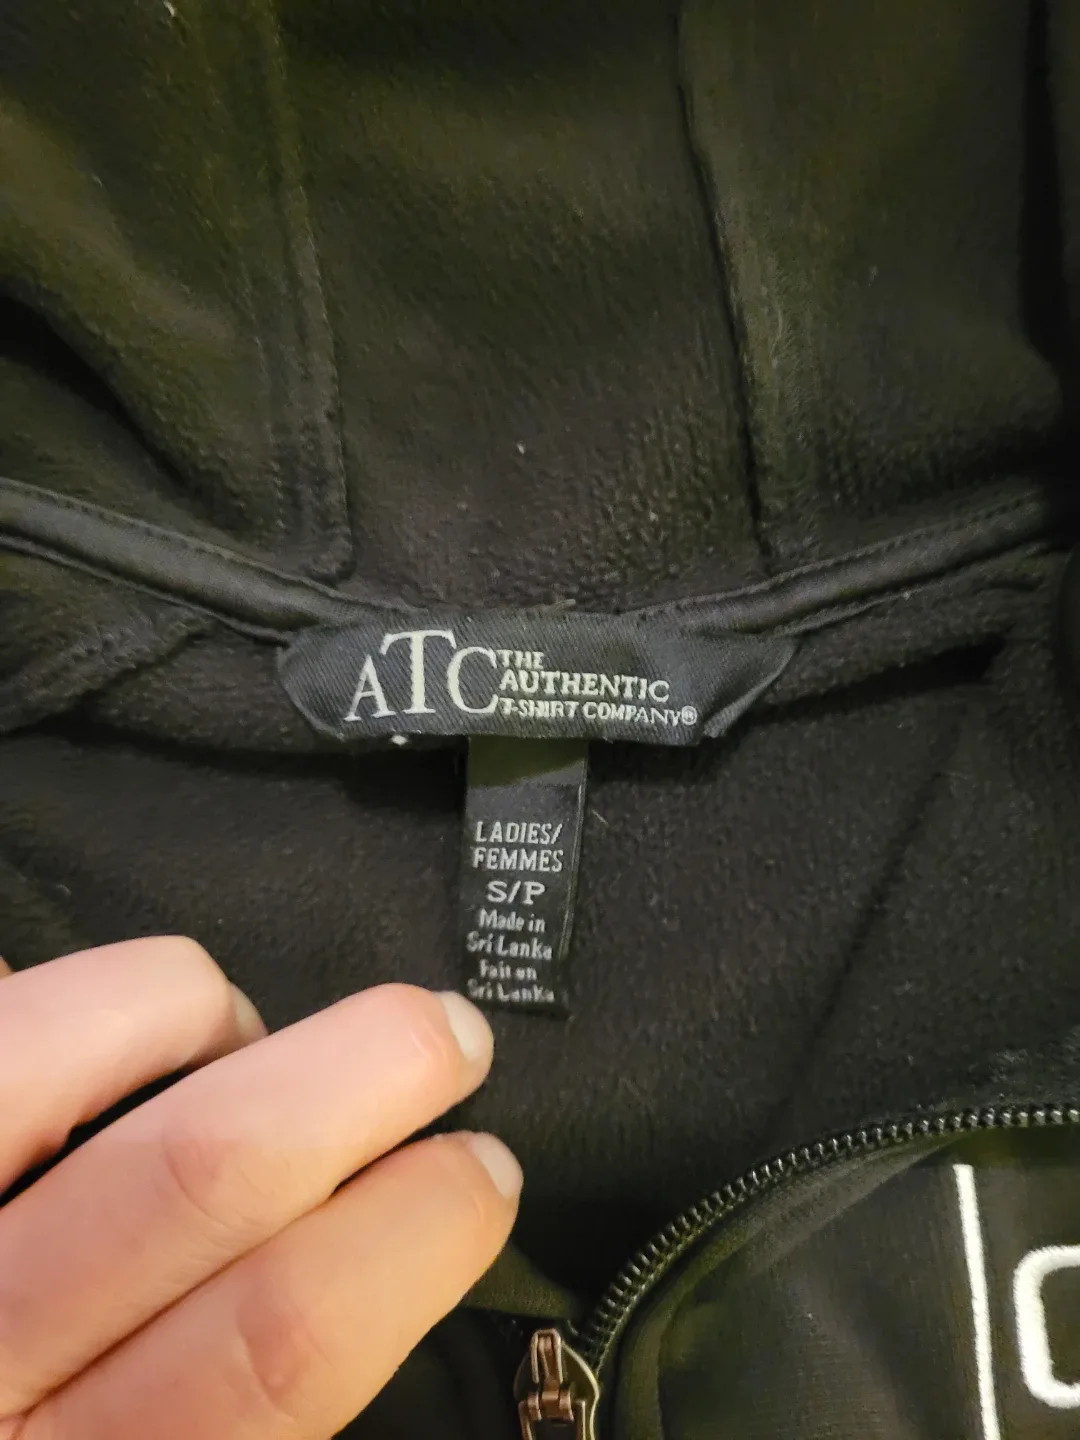 ATC THE
AUTHENTIC
T-SHIRT COMPANY®
LADIES/
FEMMES
S/P
Made in
Sri Lanka
Fait en
Sri Lanka